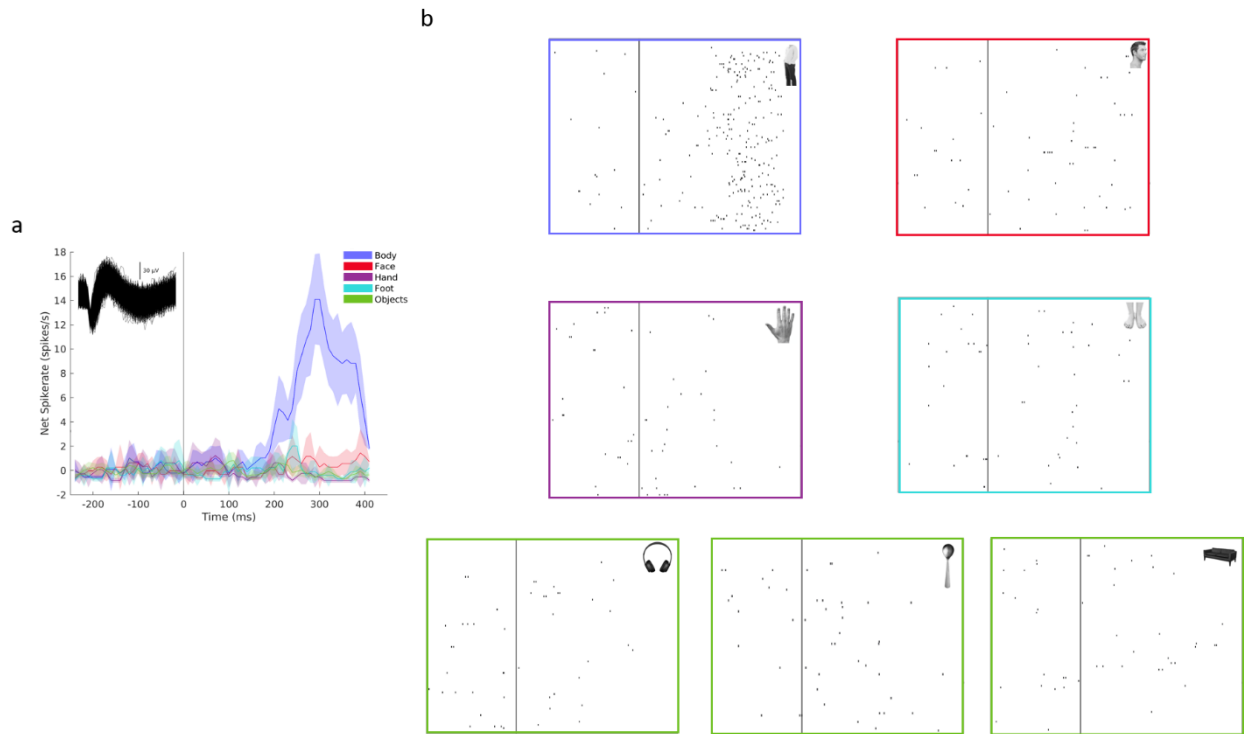 b
a
18
16
14
12
10
8
6
4
2
0
-2
Net Spikerate (spikes/s)
30 µV
Body
Face
Hand
Foot
Objects
-200 -100 0 100 200 300 400
Time (ms)